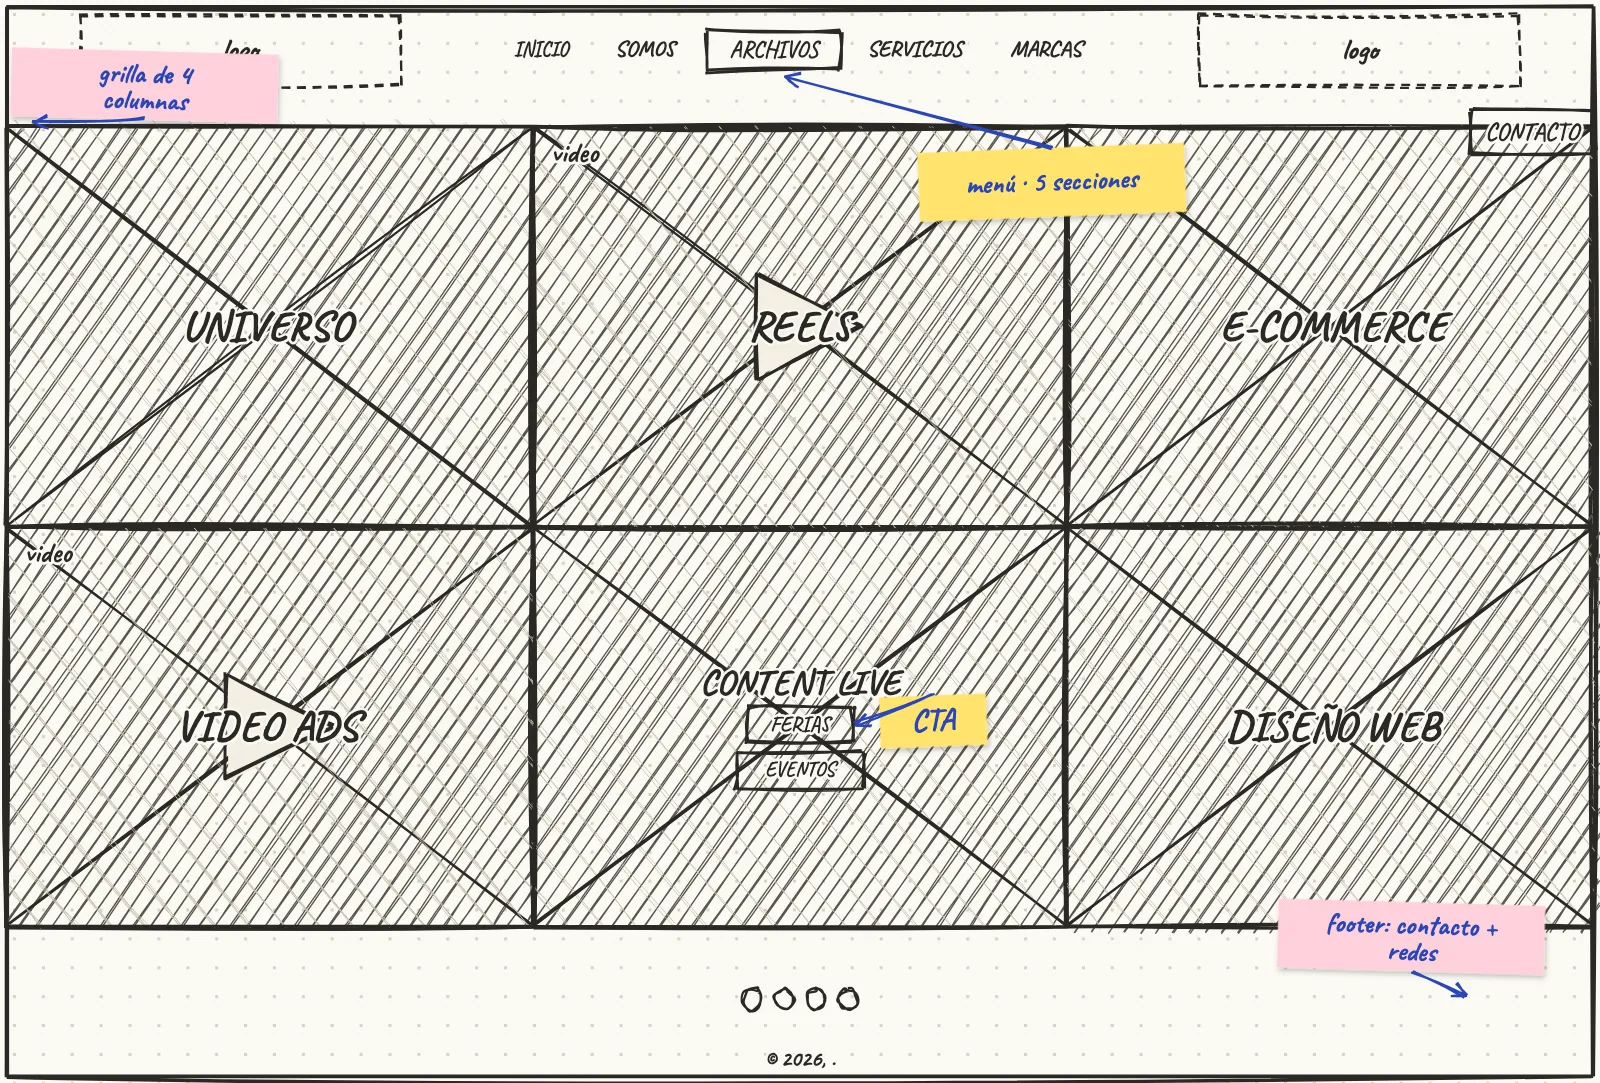 logo
INICIO SOMOS ARCHIVOS SERVICIOS MARCAS
logo
grilla de 4
columnas
CONTACTO
video
menú · 5 secciones
UNIVERSO
REELS
E-COMMERCE
video
VIDEO ADS
CONTENT LIVE
FERIAS
CTA
EVENTOS
DISEÑO WEB
footer: contacto +
redes
© 2026, .